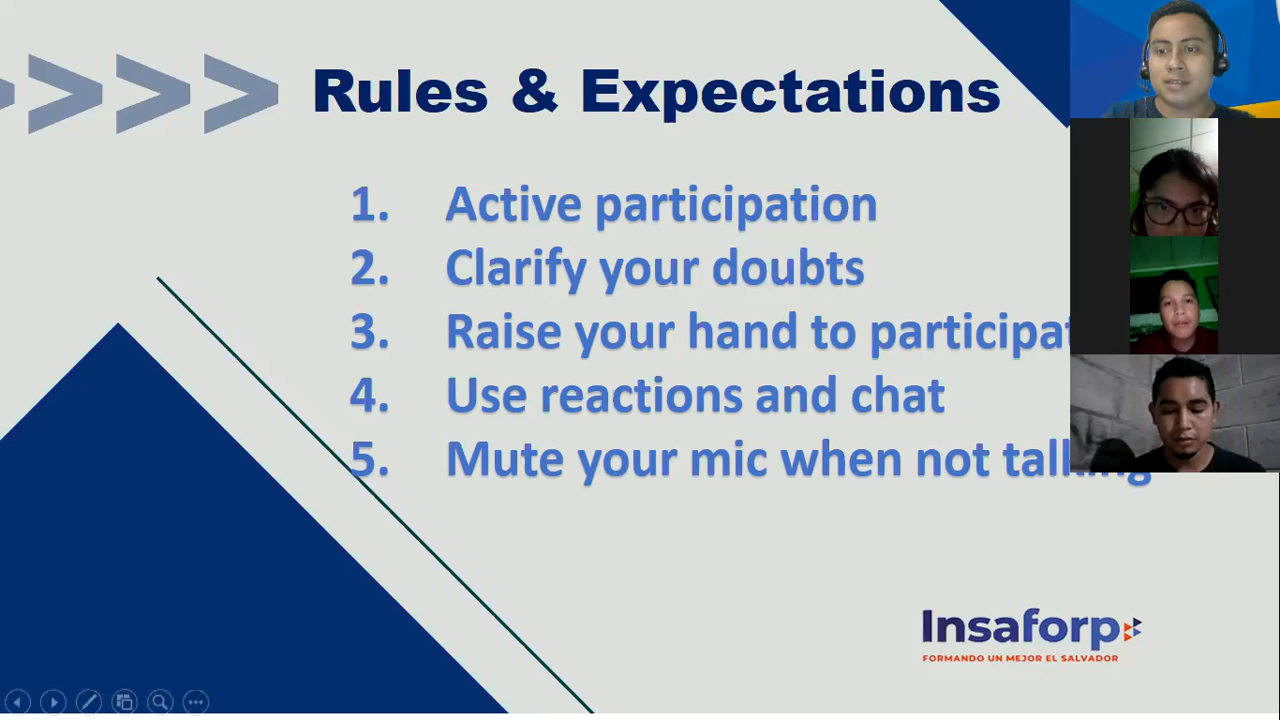 Rules & Expectations
1. Active participation
2. Clarify your doubts
3. Raise your hand to participat
4. Use reactions and chat
5. Mute your mic when not talking
Insaforp
FORMANDO UN MEJOR EL SALVADOR